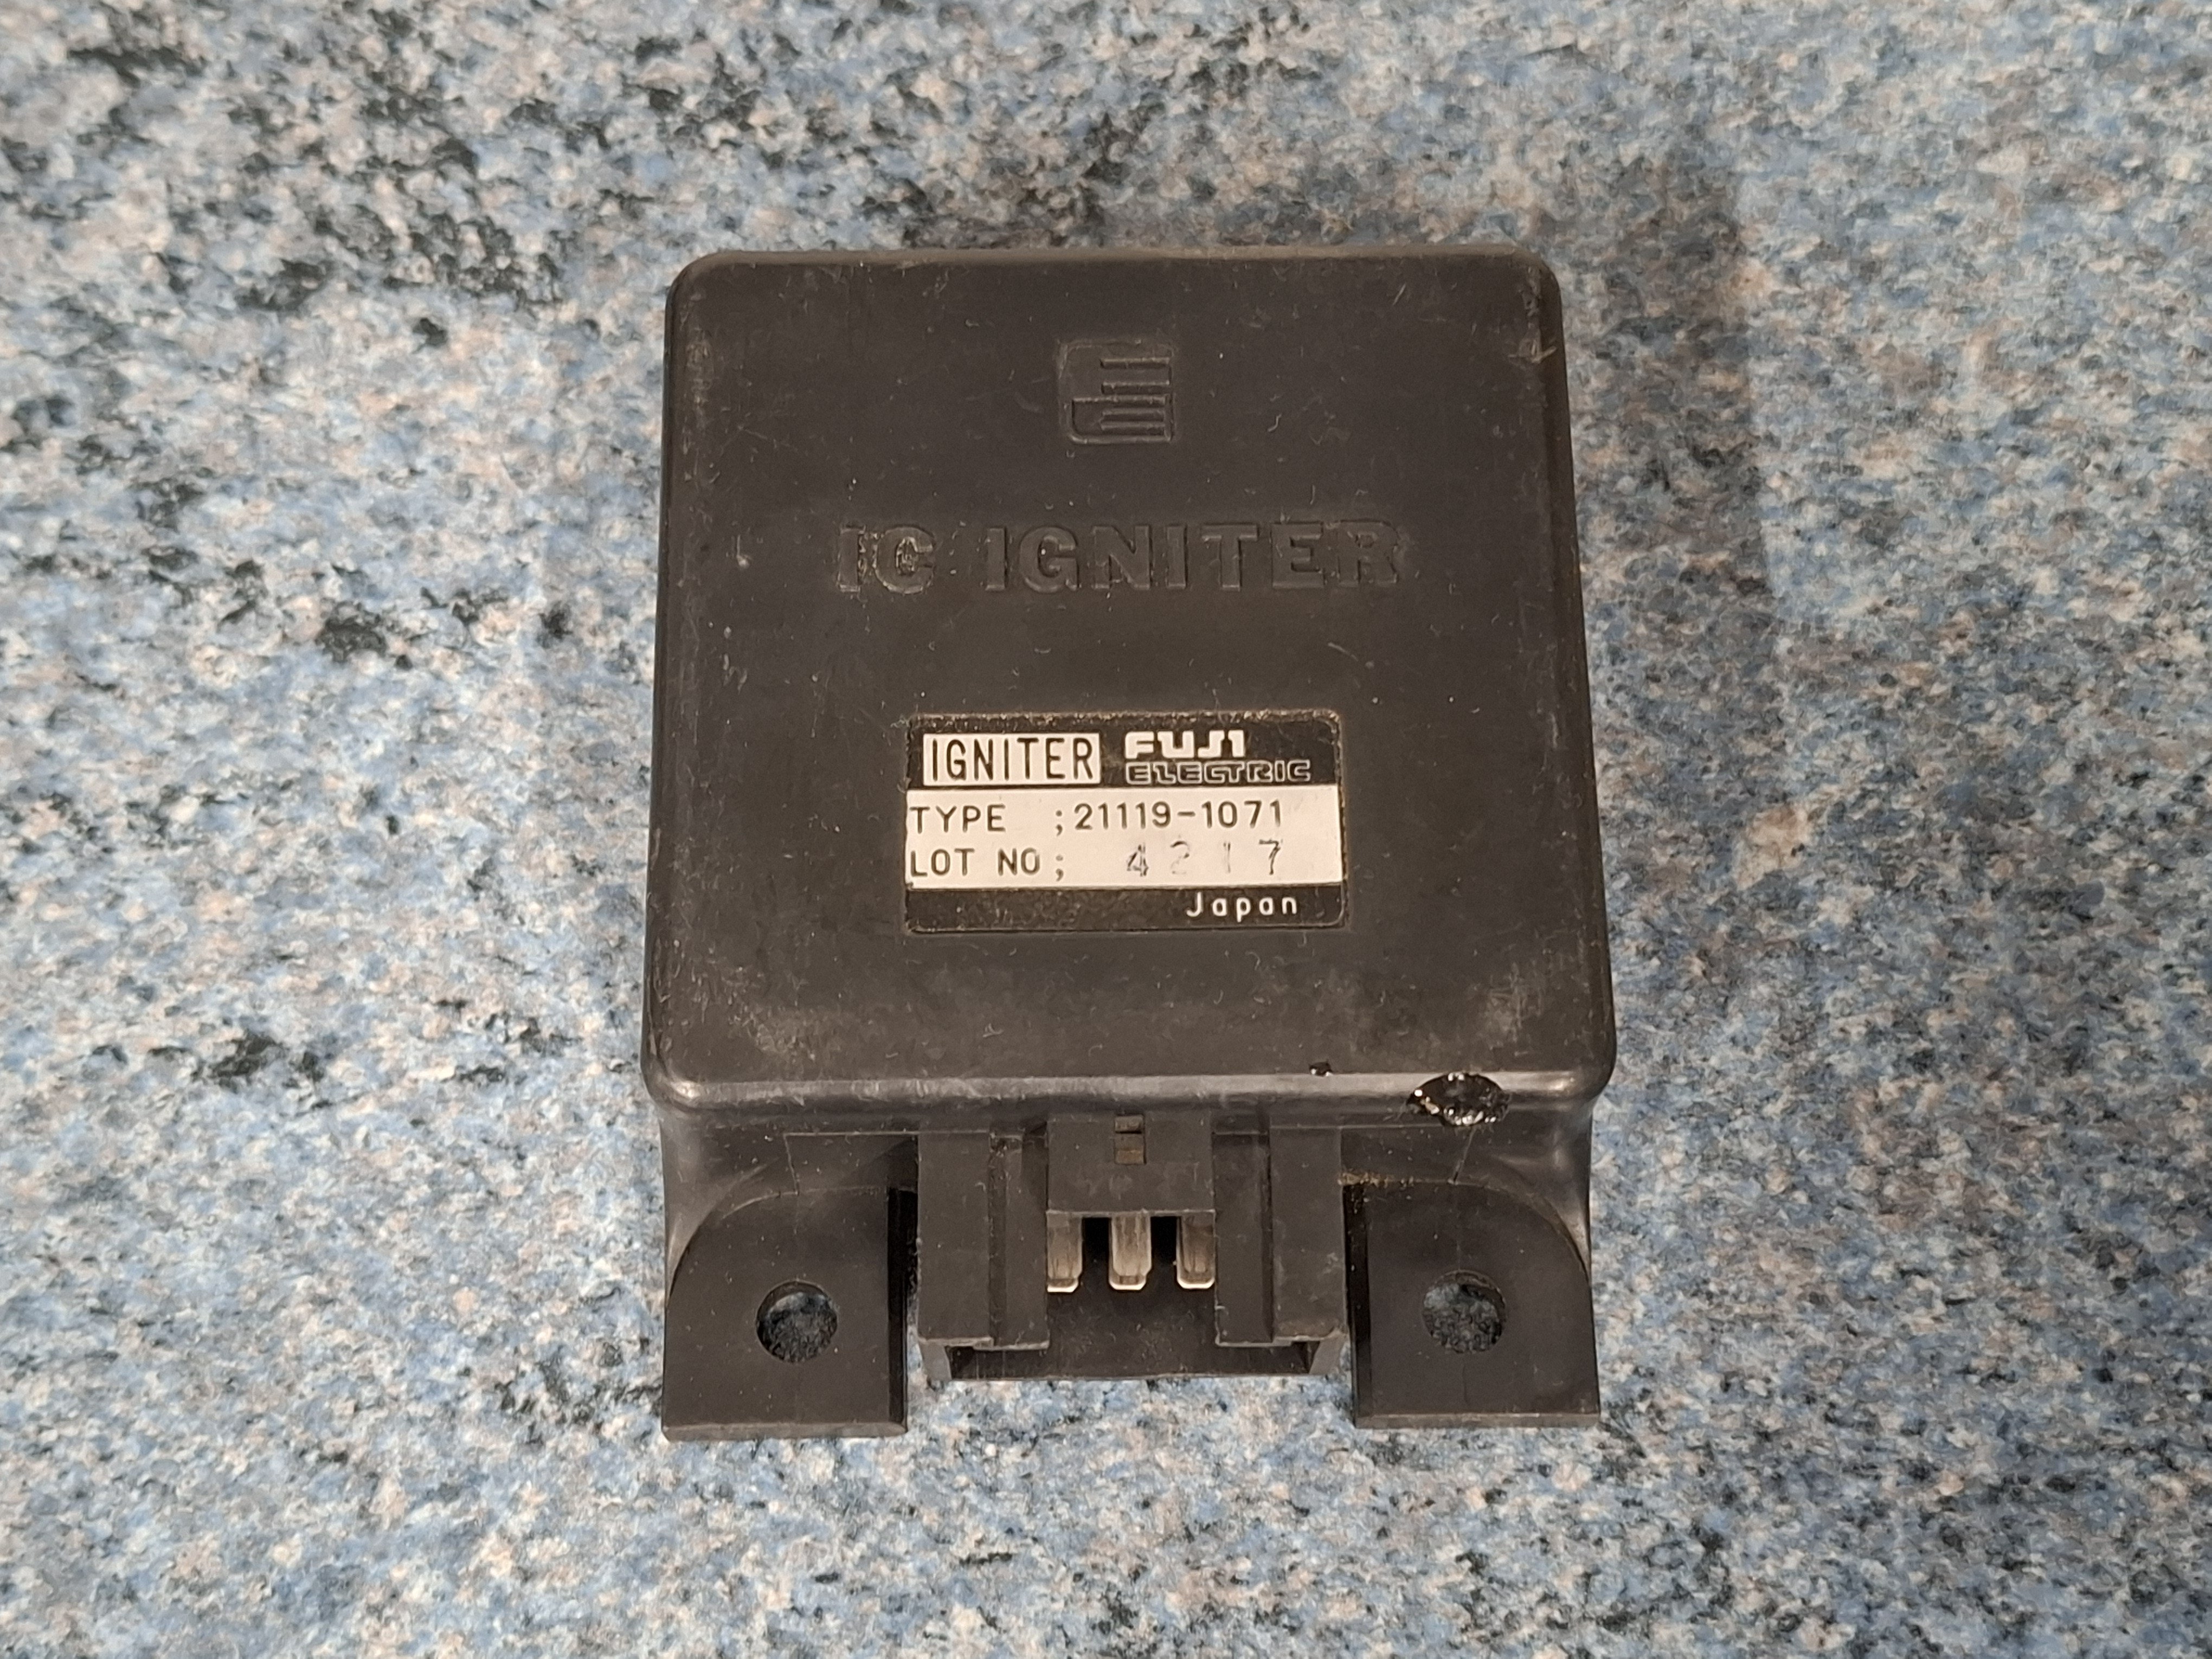 IC IGNITER
IGNITER FUJI ELECTRIC
TYPE ;21119-1071
LOT NO; 4217
Japan